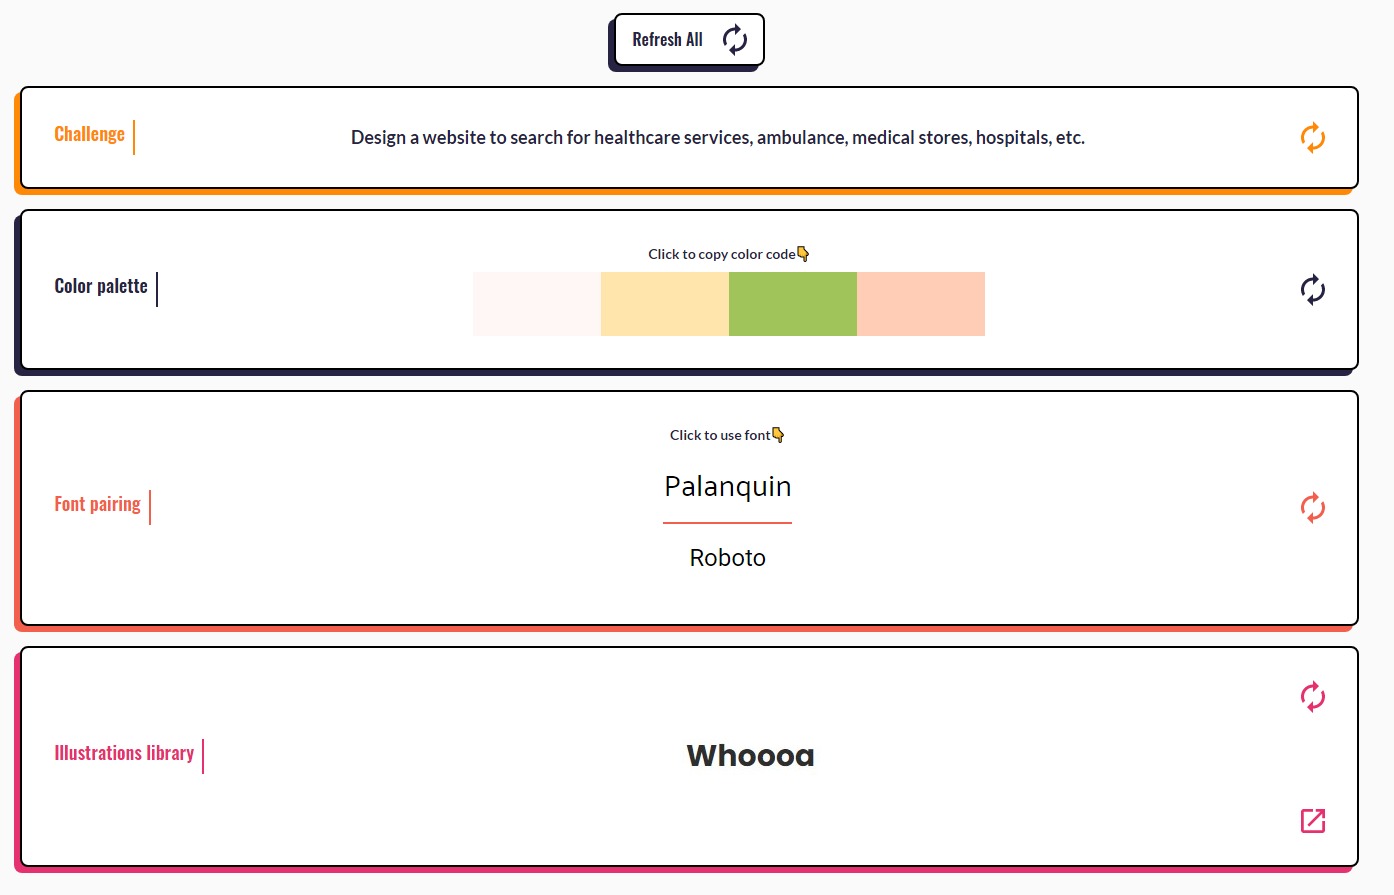 Refresh All
Challenge
Design a website to search for healthcare services, ambulance, medical stores, hospitals, etc.
Click to copy color code👇
Color palette
Click to use font👇
Palanquin
Font pairing
Roboto
Illustrations library
Whoooa